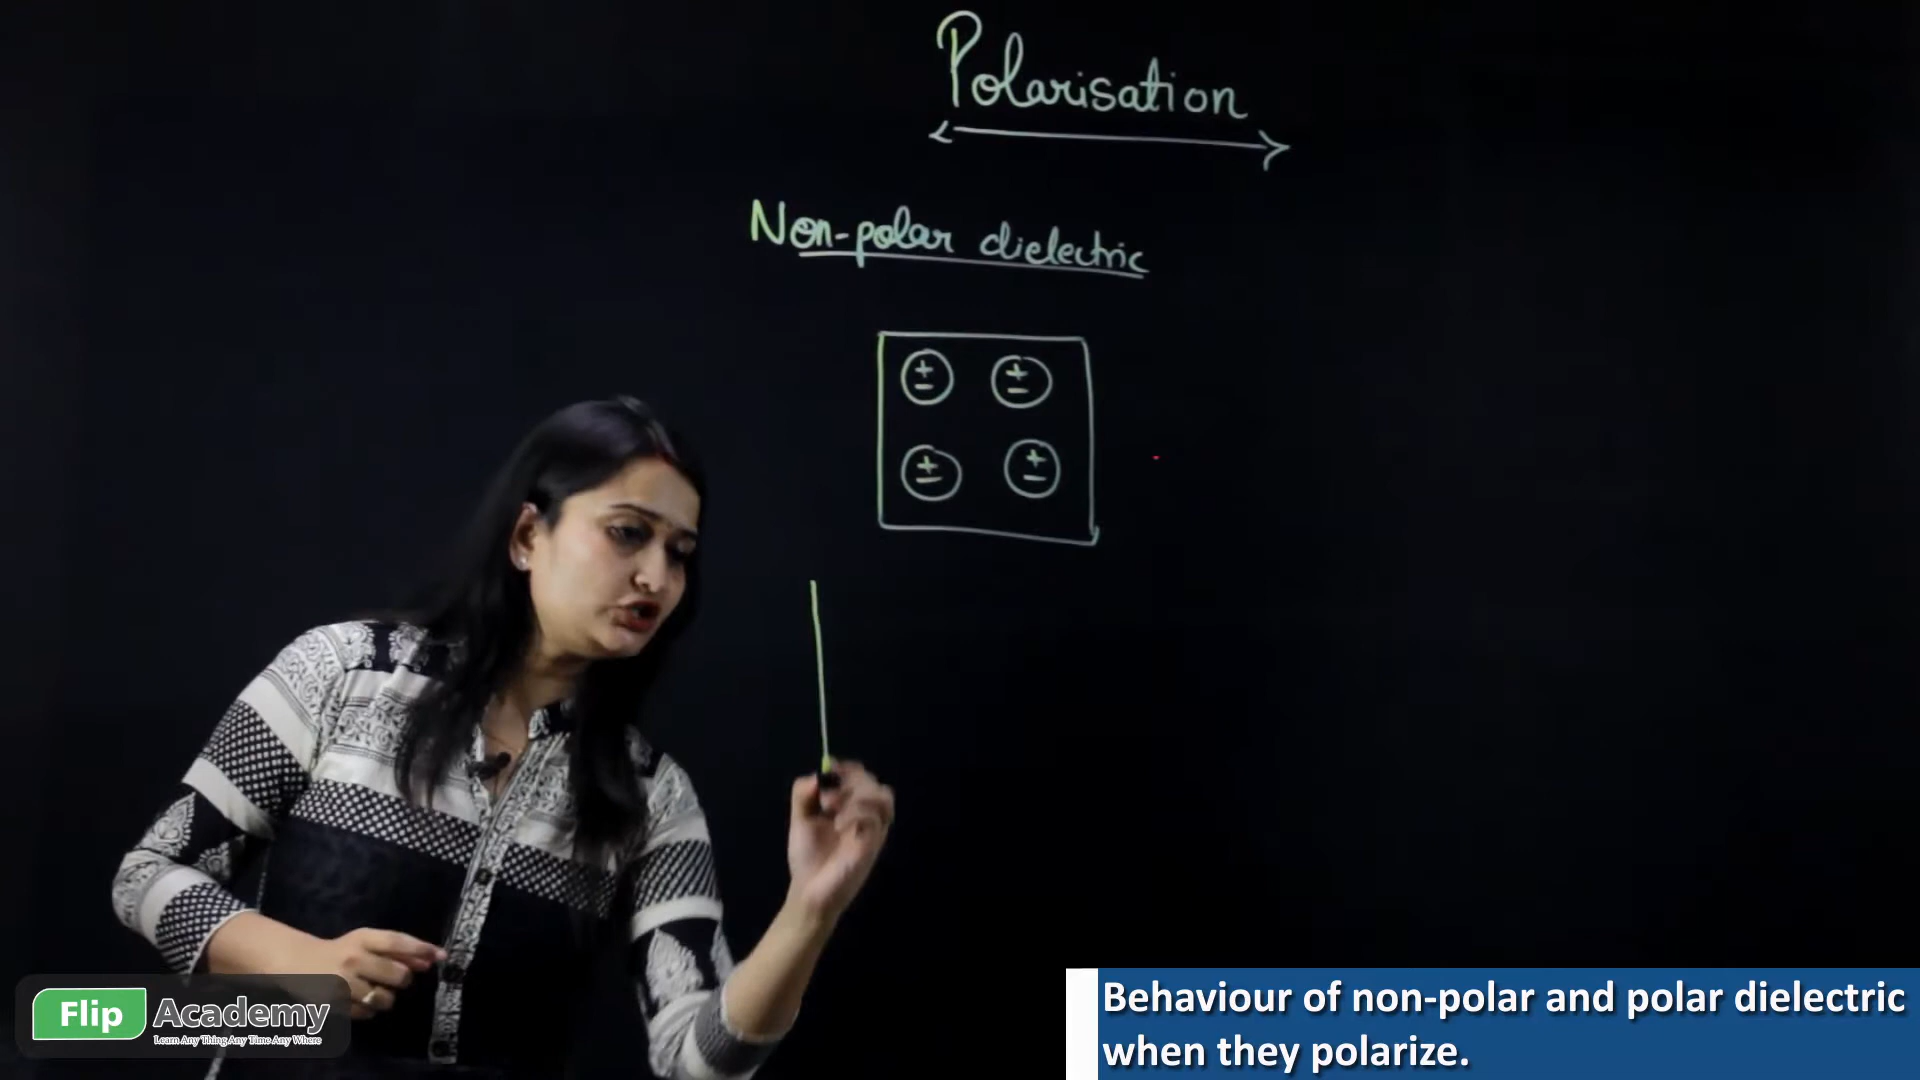 Polarisation
Non-polar dielectric
+ +
- -
+ +
- -
Flip Academy
Learn Any Thing Any Time Any Where
Behaviour of non-polar and polar dielectric
when they polarize.